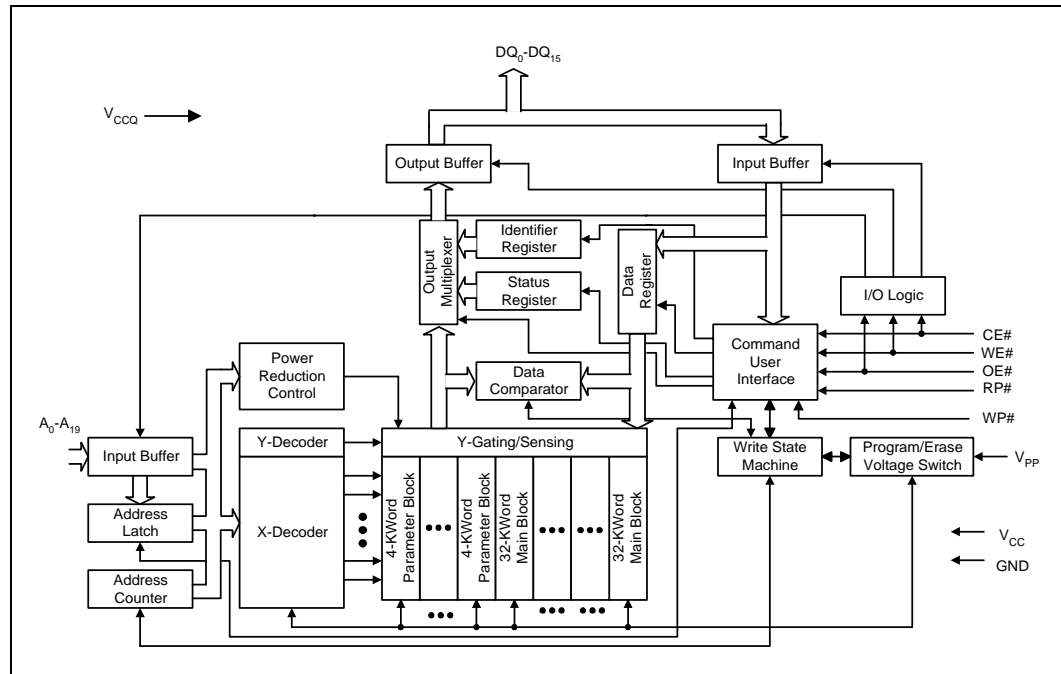 DQ0-DQ15
VCCQ
Output Buffer
Input Buffer
Output
Multiplexer
Identifier
Register
Status
Register
Data
Register
I/O Logic
CE#
WE#
OE#
RP#
WP#
Command
User
Interface
Power
Reduction
Control
Data
Comparator
A0-A19
Input Buffer
Y-Decoder
Y-Gating/Sensing
Write State
Machine
Program/Erase
Voltage Switch
VPP
Address
Latch
X-Decoder
4-KWord
Parameter Block
4-KWord
Parameter Block
32-KWord
Main Block
32-KWord
Main Block
VCC
GND
Address
Counter